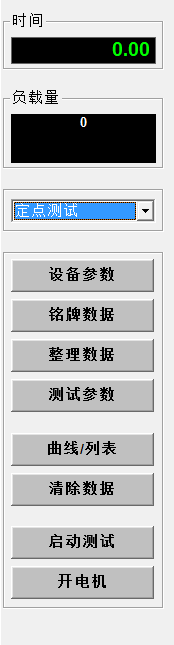 时间
0.00
负载量
0
定点测试
设备参数
铭牌数据
整理数据
测试参数
曲线/列表
清除数据
启动测试
开电机